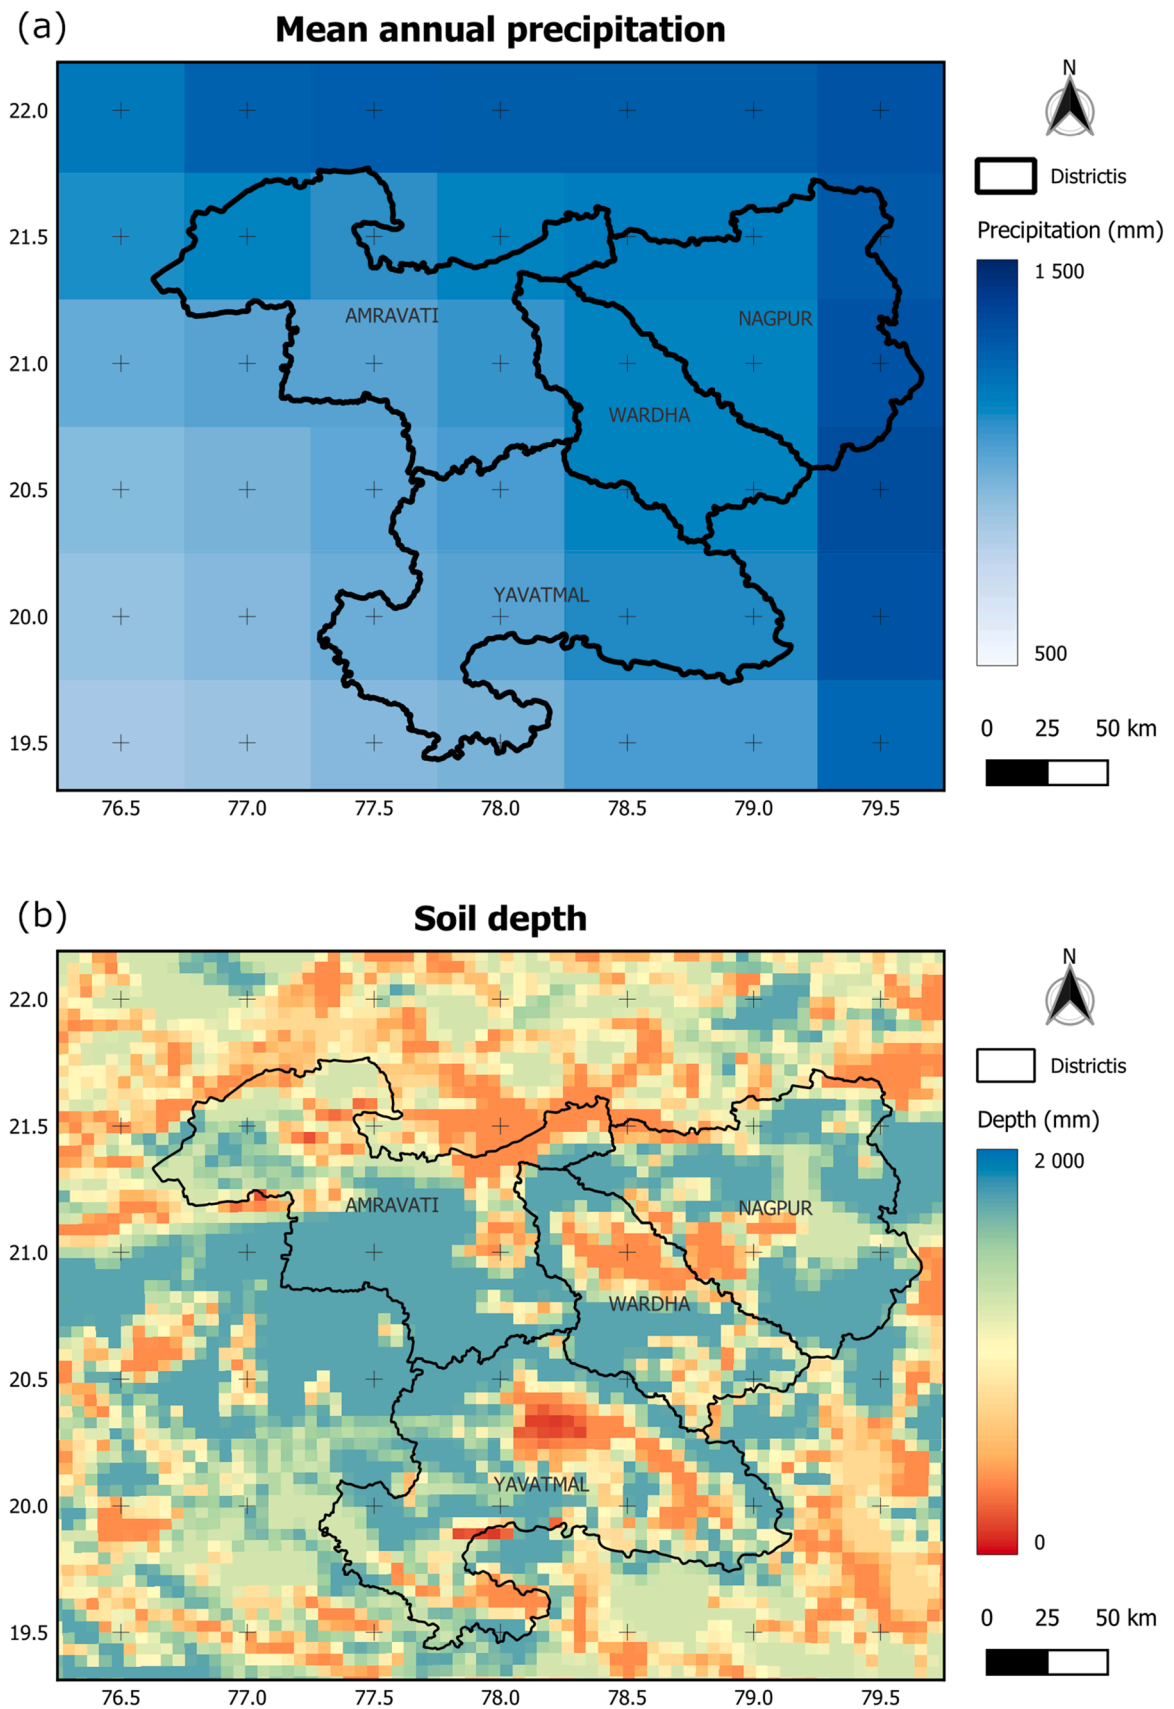 (a)
Mean annual precipitation
N
22.0
Districtis
21.5
Precipitation (mm)
1 500
AMRAVATI
NAGPUR
21.0
WARDHA
20.5
YAVATMAL
20.0
500
19.5
0 25 50 km
76.5 77.0 77.5 78.0 78.5 79.0 79.5
(b)
Soil depth
N
22.0
Districtis
21.5
Depth (mm)
2 000
AMRAVATI
NAGPUR
21.0
WARDHA
20.5
YAVATMAL
20.0
0
19.5
0 25 50 km
76.5 77.0 77.5 78.0 78.5 79.0 79.5